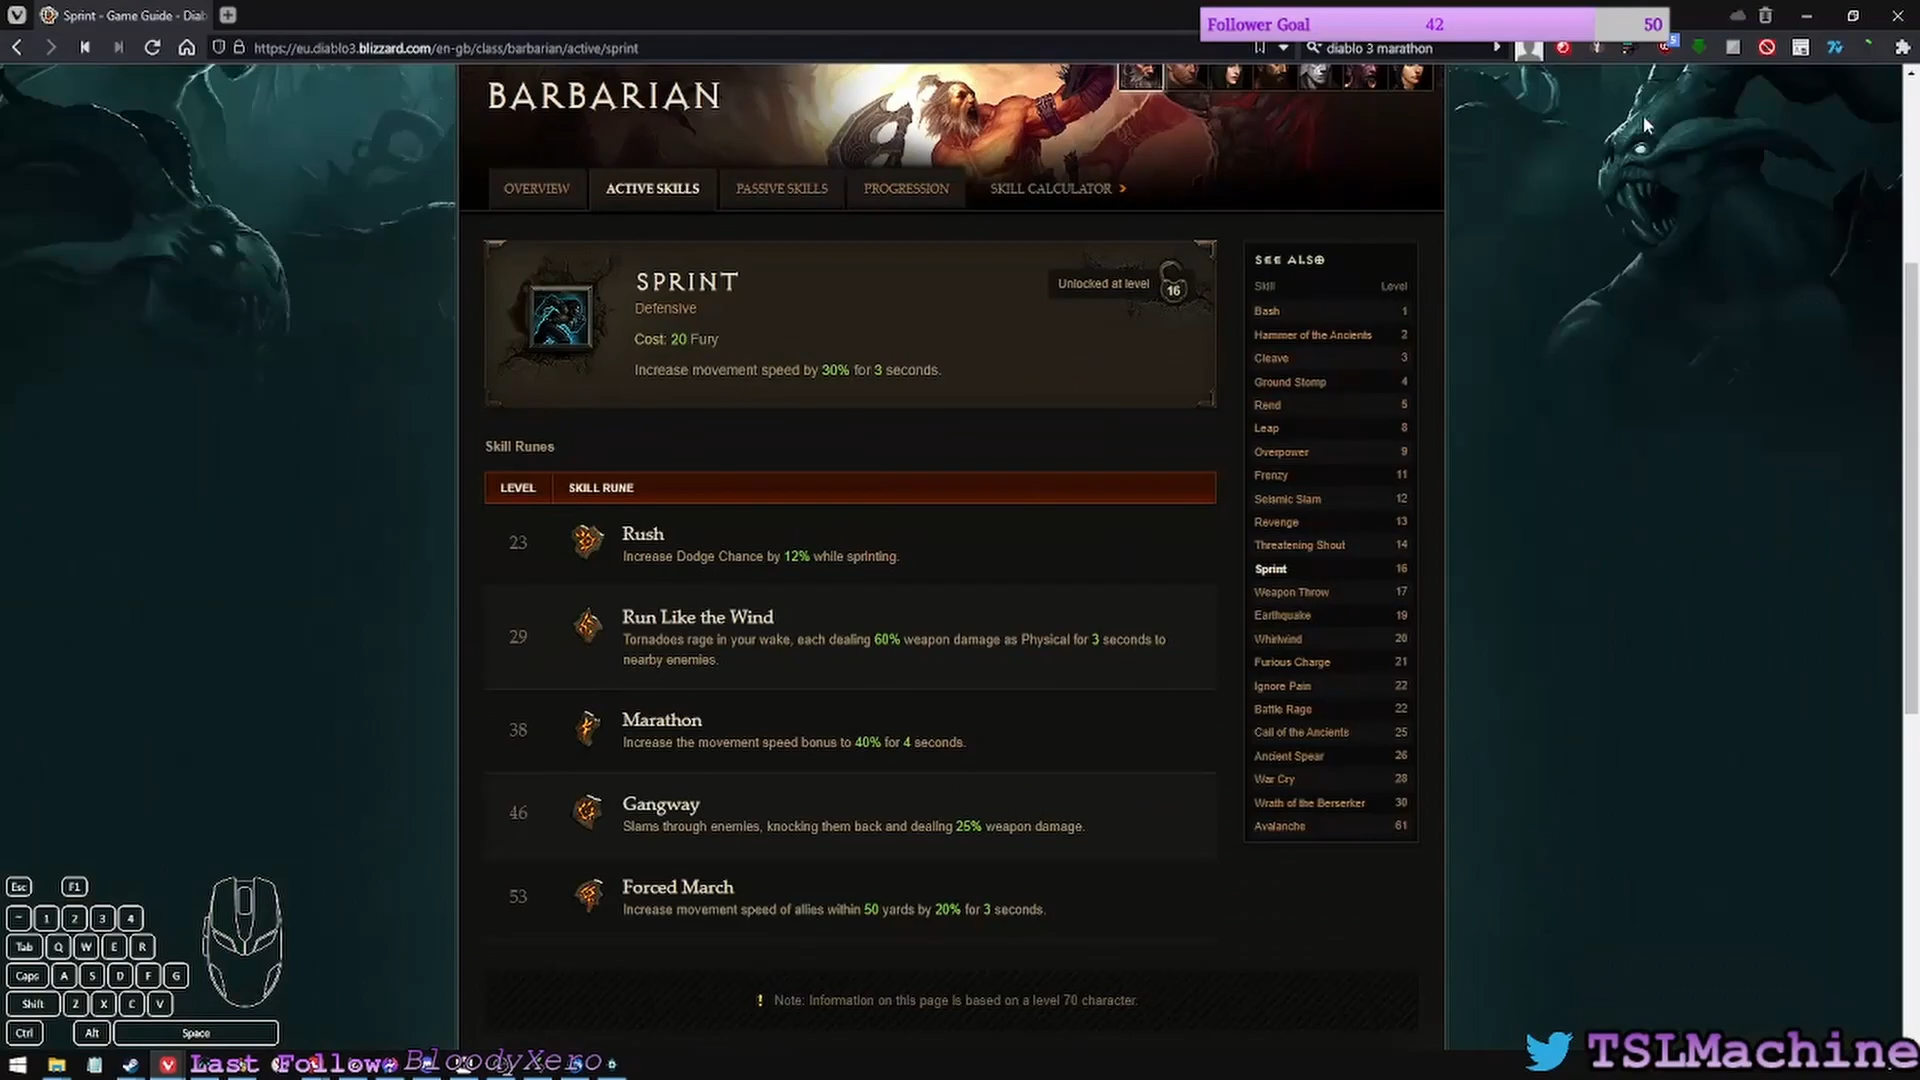 Sprint - Game Guide - Diab
Follower Goal 42 50
https://eu.diablo3.blizzard.com/en-gb/class/barbarian/active/sprint
diablo 3 marathon
BARBARIAN
OVERVIEW
ACTIVE SKILLS
PASSIVE SKILLS
PROGRESSION
SKILL CALCULATOR
SPRINT
Defensive
Cost: 20 Fury
Increase movement speed by 30% for 3 seconds.
Unlocked at level 16
Skill Runes
LEVEL SKILL RUNE
23 Rush
Increase Dodge Chance by 12% while sprinting.
29 Run Like the Wind
Tornadoes rage in your wake, each dealing 60% weapon damage as Physical for 3 seconds to
nearby enemies.
38 Marathon
Increase the movement speed bonus to 40% for 4 seconds.
46 Gangway
Slams through enemies, knocking them back and dealing 25% weapon damage.
53 Forced March
Increase movement speed of allies within 50 yards by 20% for 3 seconds.
Note: Information on this page is based on a level 70 character.
SEE ALSO
Skill Level
Bash 1
Hammer of the Ancients 2
Cleave 3
Ground Stomp 4
Rend 5
Leap 8
Overpower 9
Frenzy 11
Seismic Slam 12
Revenge 13
Threatening Shout 14
Sprint 16
Weapon Throw 17
Earthquake 19
Whirlwind 20
Furious Charge 21
Ignore Pain 22
Battle Rage 22
Call of the Ancients 25
Ancient Spear 26
War Cry 28
Wrath of the Berserker 30
Avalanche 61
Esc F1
~ 1 2 3 4
Tab Q W E R
Caps A S D F G
Shift Z X C V
Ctrl Alt Space
Last Followe BloodyXero
TSLMachine